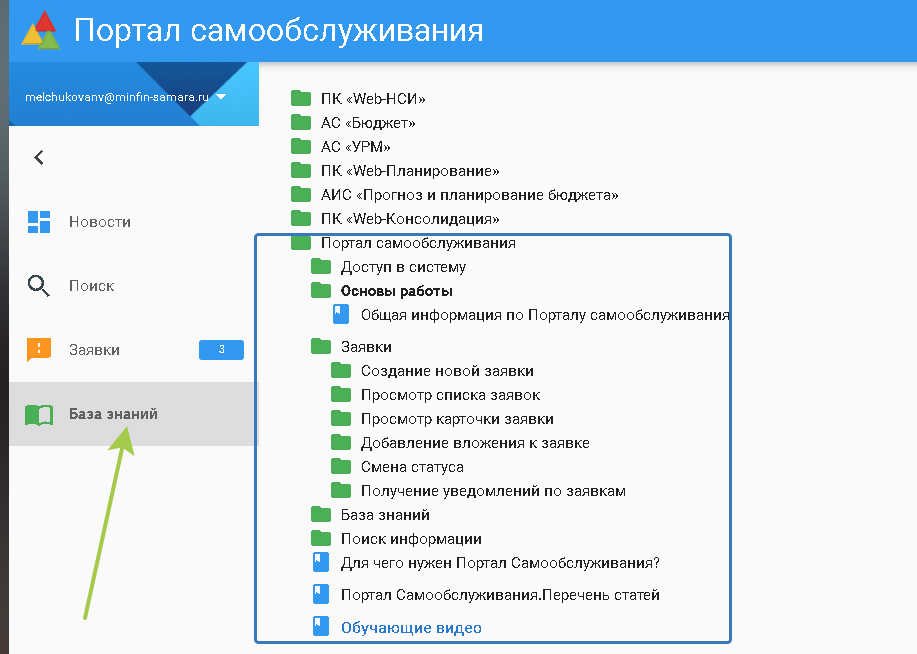 Портал самообслуживания
melchukovanv@minfin-samara.ru
Новости
Поиск
Заявки 3
База знаний
ПК «Web-НСИ»
АС «Бюджет»
АС «УРМ»
ПК «Web-Планирование»
АИС «Прогноз и планирование бюджета»
ПК «Web-Консолидация»
Портал самообслуживания
Доступ в систему
Основы работы
Общая информация по Порталу самообслуживания
Заявки
Создание новой заявки
Просмотр списка заявок
Просмотр карточки заявки
Добавление вложения к заявке
Смена статуса
Получение уведомлений по заявкам
База знаний
Поиск информации
Для чего нужен Портал Самообслуживания?
Портал Самообслуживания.Перечень статей
Обучающие видео